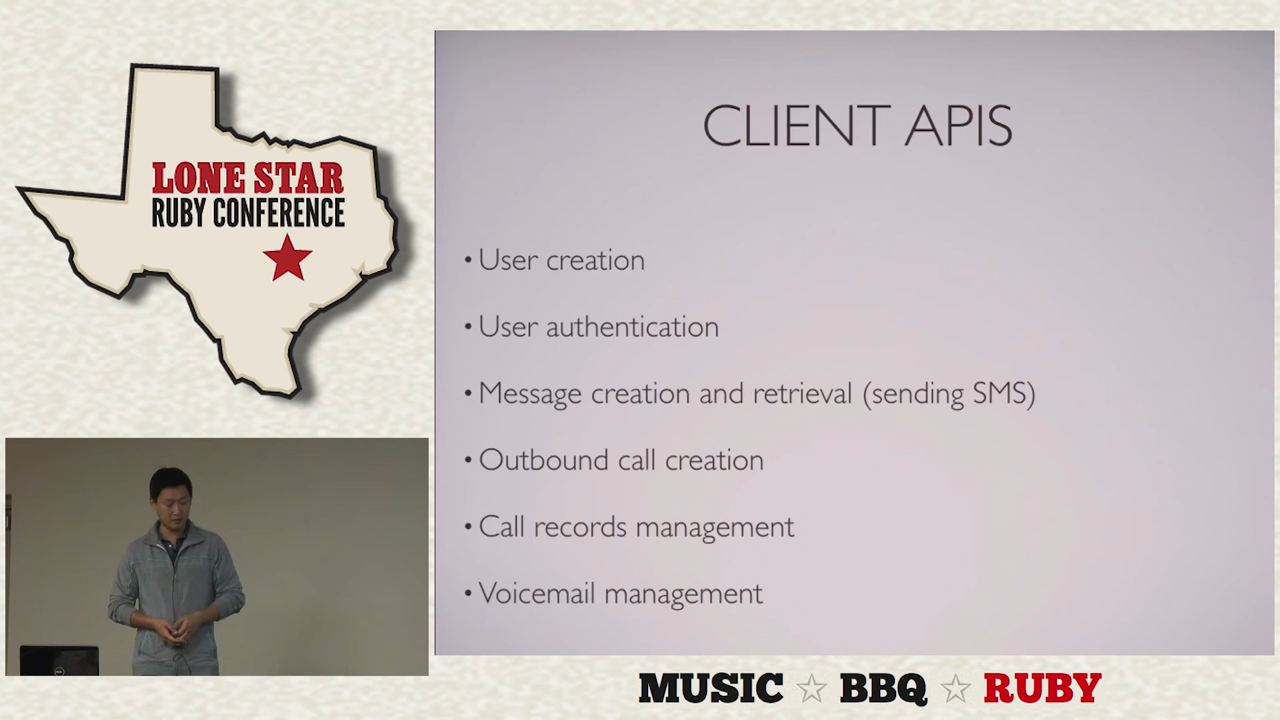 LONE STAR
RUBY CONFERENCE
CLIENT APIS
• User creation
• User authentication
• Message creation and retrieval (sending SMS)
• Outbound call creation
• Call records management
• Voicemail management
MUSIC ☆ BBQ ☆ RUBY